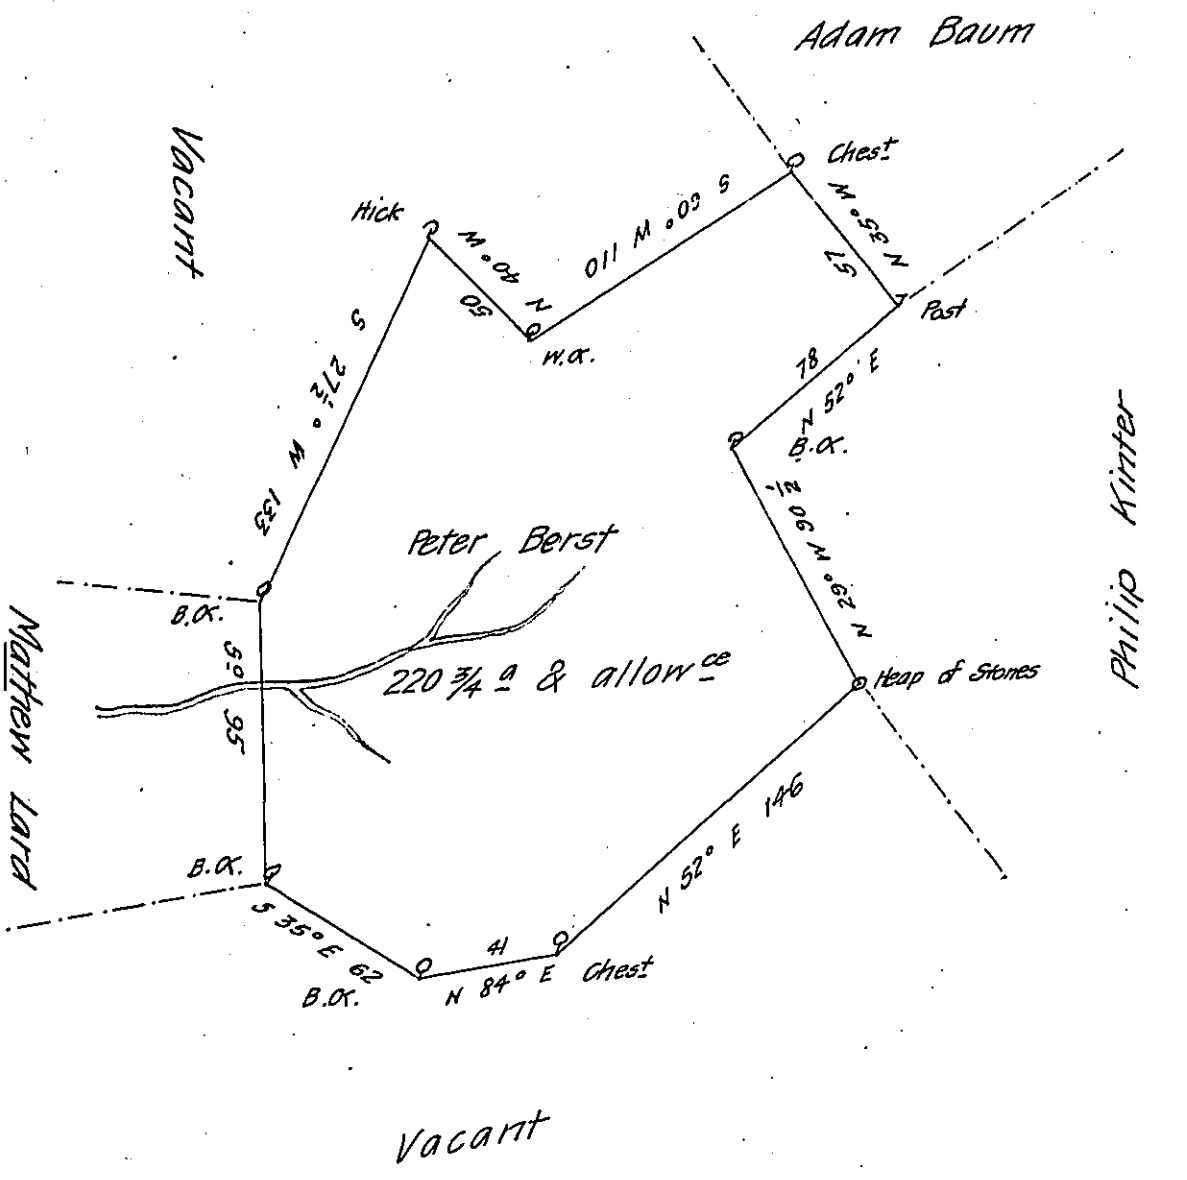 Adam Baum
Vacant
Chest
Hick
S 60° W 110
N 35° W
57
N 40° W
50
Post
W.O.
S 27½° W 133
78
N 52° E
B.O.
Philip Kinter
N 29° W 90 ½
Peter Berst
B.O.
S° 95
220 ¾ a & allowce
Heap of Stones
Matthew Lard
N 52° E 146
B.O.
S 35° E 62
B.O.
41
N 84° E
Chest
Vacant